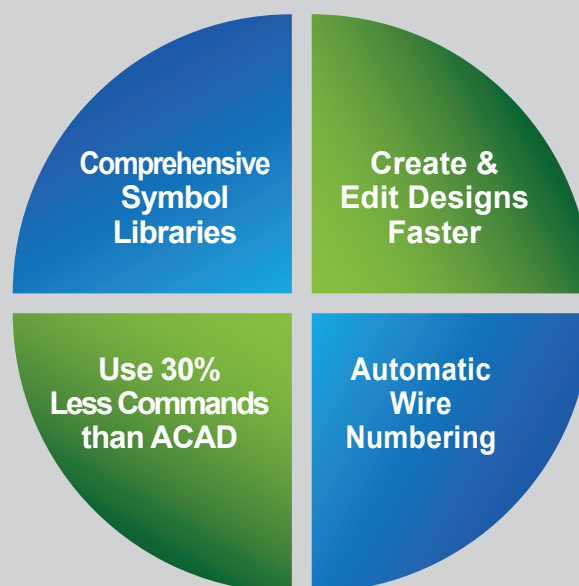 Comprehensive
Symbol
Libraries
Create &
Edit Designs
Faster
Use 30%
Less Commands
than ACAD
Automatic
Wire
Numbering